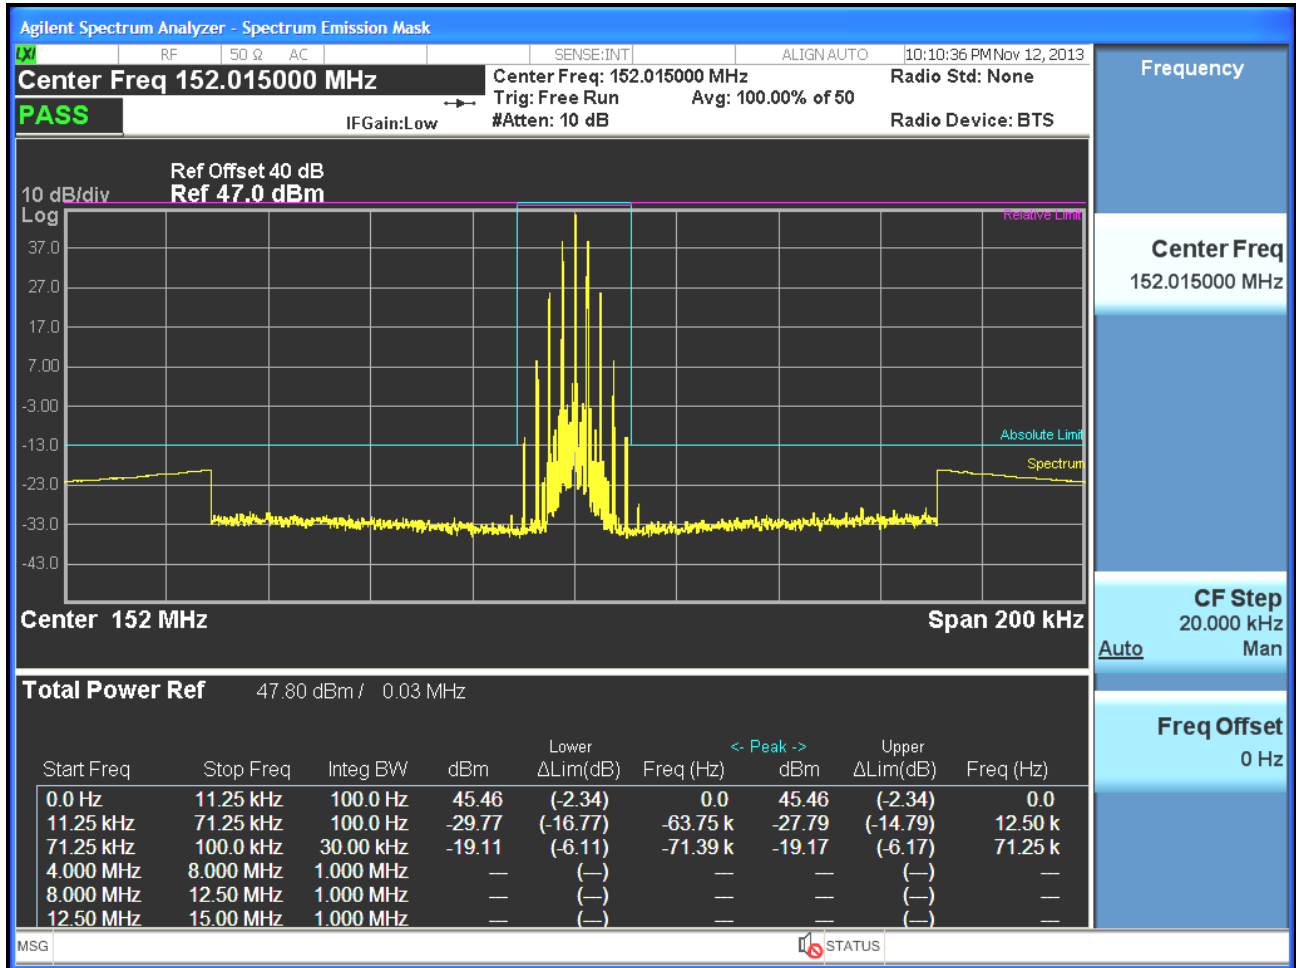 Agilent Spectrum Analyzer - Spectrum Emission Mask
LXI RF 50 Ω AC SENSE:INT ALIGN AUTO 10:10:36 PM Nov 12, 2013
Center Freq 152.015000 MHz
Center Freq: 152.015000 MHz Radio Std: None
Trig: Free Run Avg: 100.00% of 50
PASS IFGain:Low #Atten: 10 dB Radio Device: BTS
Ref Offset 40 dB
10 dB/div Ref 47.0 dBm
Log
Relative Limit
37.0
27.0
17.0
7.00
-3.00
Absolute Limit
-13.0
Spectrum
-23.0
-33.0
-43.0
Center 152 MHz Span 200 kHz
Total Power Ref 47.80 dBm / 0.03 MHz
Lower <- Peak -> Upper
Start Freq Stop Freq Integ BW dBm ΔLim(dB) Freq (Hz) dBm ΔLim(dB) Freq (Hz)
0.0 Hz 11.25 kHz 100.0 Hz 45.46 (-2.34) 0.0 45.46 (-2.34) 0.0
11.25 kHz 71.25 kHz 100.0 Hz -29.77 (-16.77) -63.75 k -27.79 (-14.79) 12.50 k
71.25 kHz 100.0 kHz 30.00 kHz -19.11 (-6.11) -71.39 k -19.17 (-6.17) 71.25 k
4.000 MHz 8.000 MHz 1.000 MHz --- (---) --- --- (---) ---
8.000 MHz 12.50 MHz 1.000 MHz --- (---) --- --- (---) ---
12.50 MHz 15.00 MHz 1.000 MHz --- (---) --- --- (---) ---
MSG STATUS
Frequency
Center Freq
152.015000 MHz
CF Step
20.000 kHz
Auto Man
Freq Offset
0 Hz